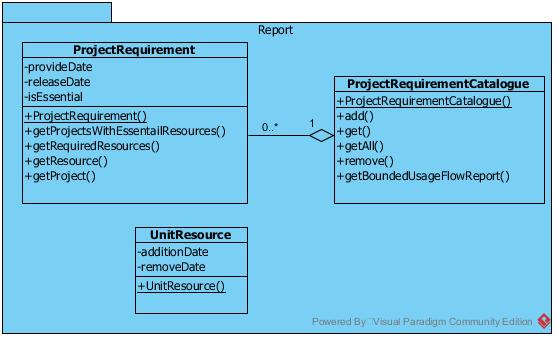 Report
ProjectRequirement
-provideDate
-releaseDate
-isEssential
+ProjectRequirement()
+getProjectsWithEssentailResources()
+getRequiredResources()
+getResource()
+getProject()
0..*
1
ProjectRequirementCatalogue
+ProjectRequirementCatalogue()
+add()
+get()
+getAll()
+remove()
+getBoundedUsageFlowReport()
UnitResource
-additionDate
-removeDate
+UnitResource()
Powered By Visual Paradigm Community Edition